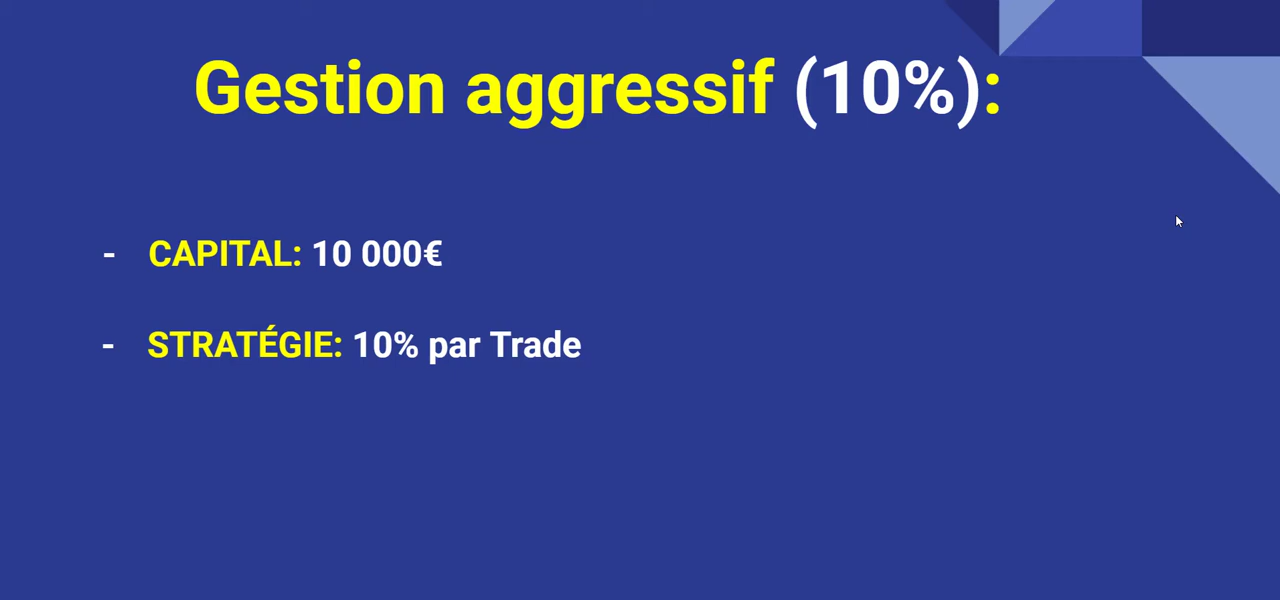 Gestion aggressif (10%):
- CAPITAL: 10 000€
- STRATÉGIE: 10% par Trade